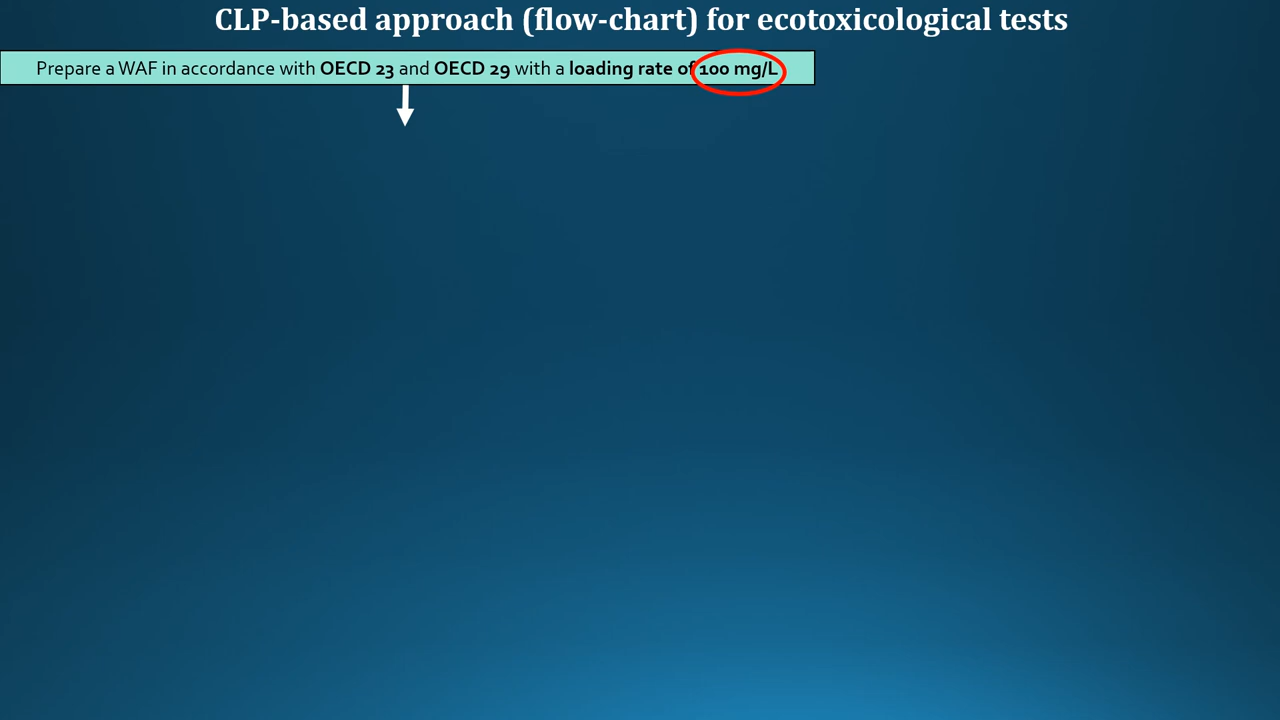 CLP-based approach (flow-chart) for ecotoxicological tests
Prepare a WAF in accordance with OECD 23 and OECD 29 with a loading rate of 100 mg/L